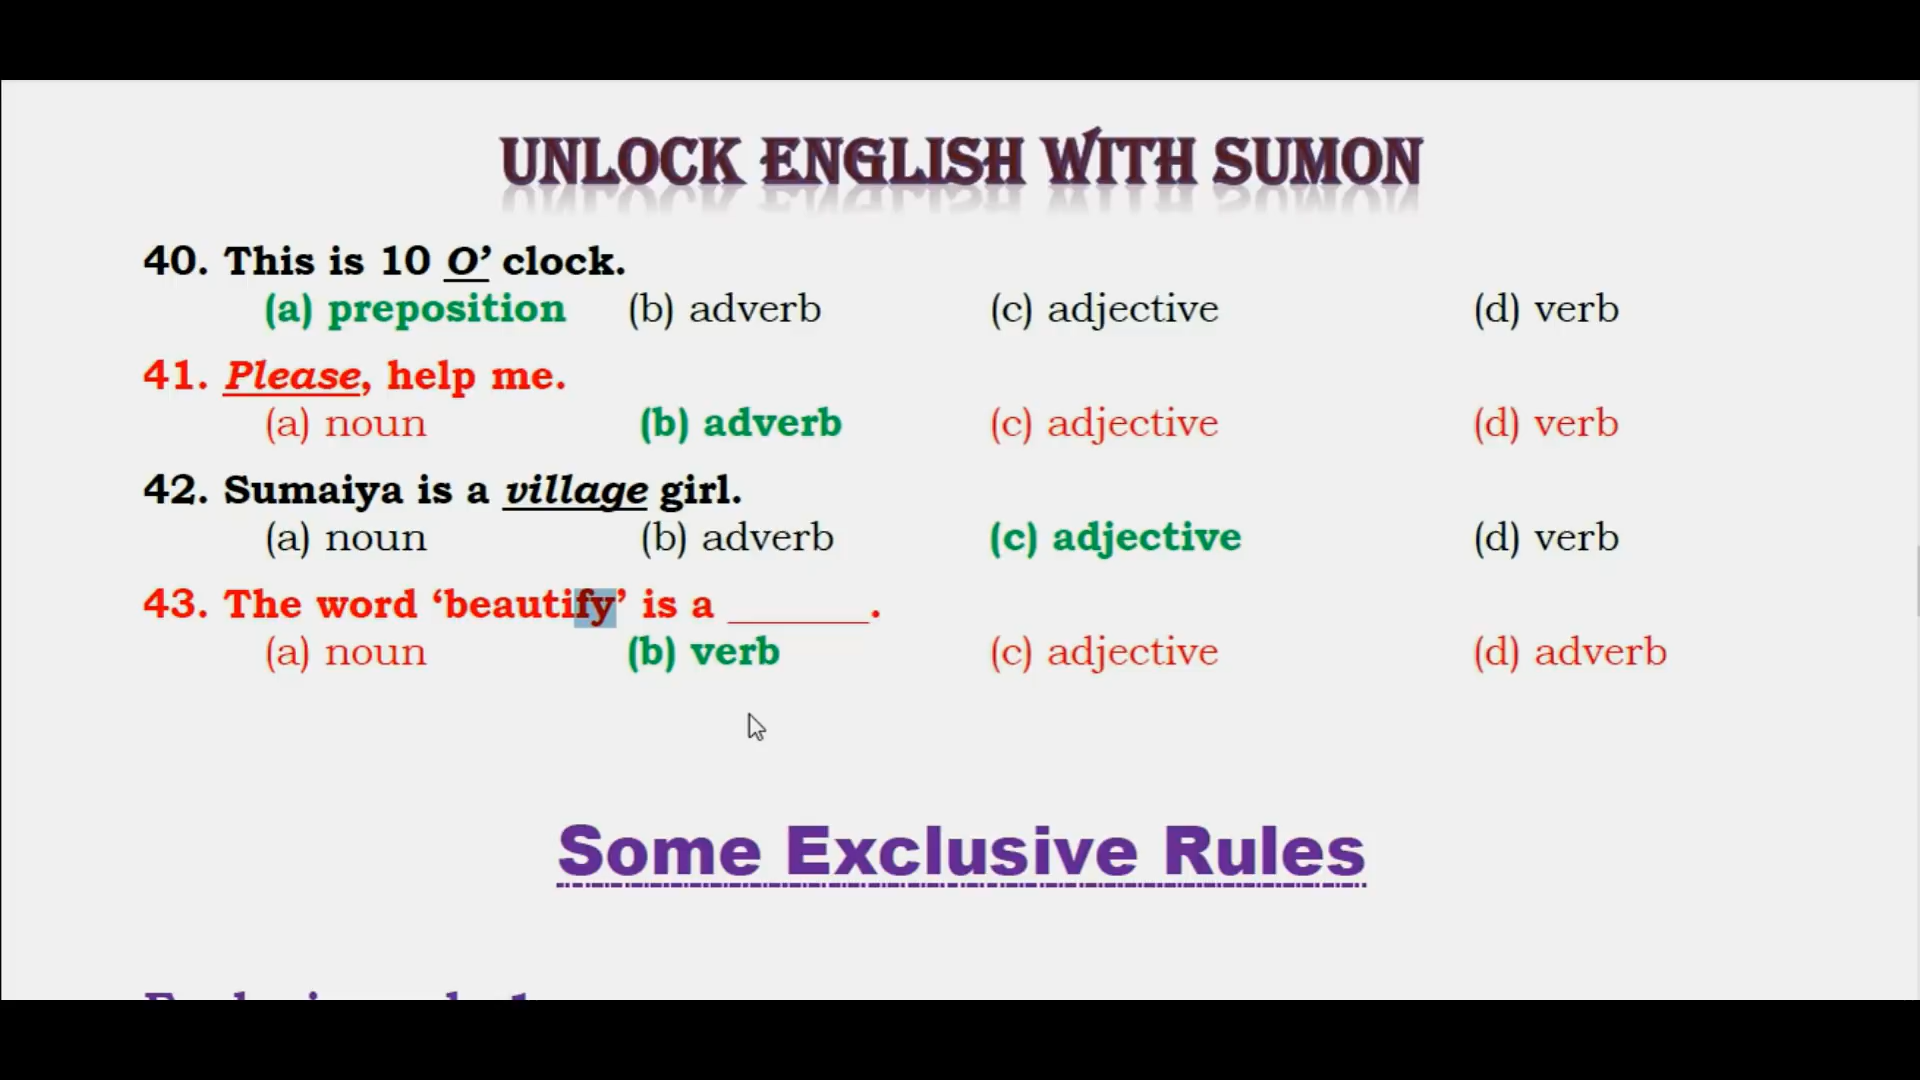 UNLOCK ENGLISH WITH SUMON
40. This is 10 O’ clock.
(a) preposition (b) adverb (c) adjective (d) verb
41. Please, help me.
(a) noun (b) adverb (c) adjective (d) verb
42. Sumaiya is a village girl.
(a) noun (b) adverb (c) adjective (d) verb
43. The word ‘beautify’ is a _______.
(a) noun (b) verb (c) adjective (d) adverb
Some Exclusive Rules